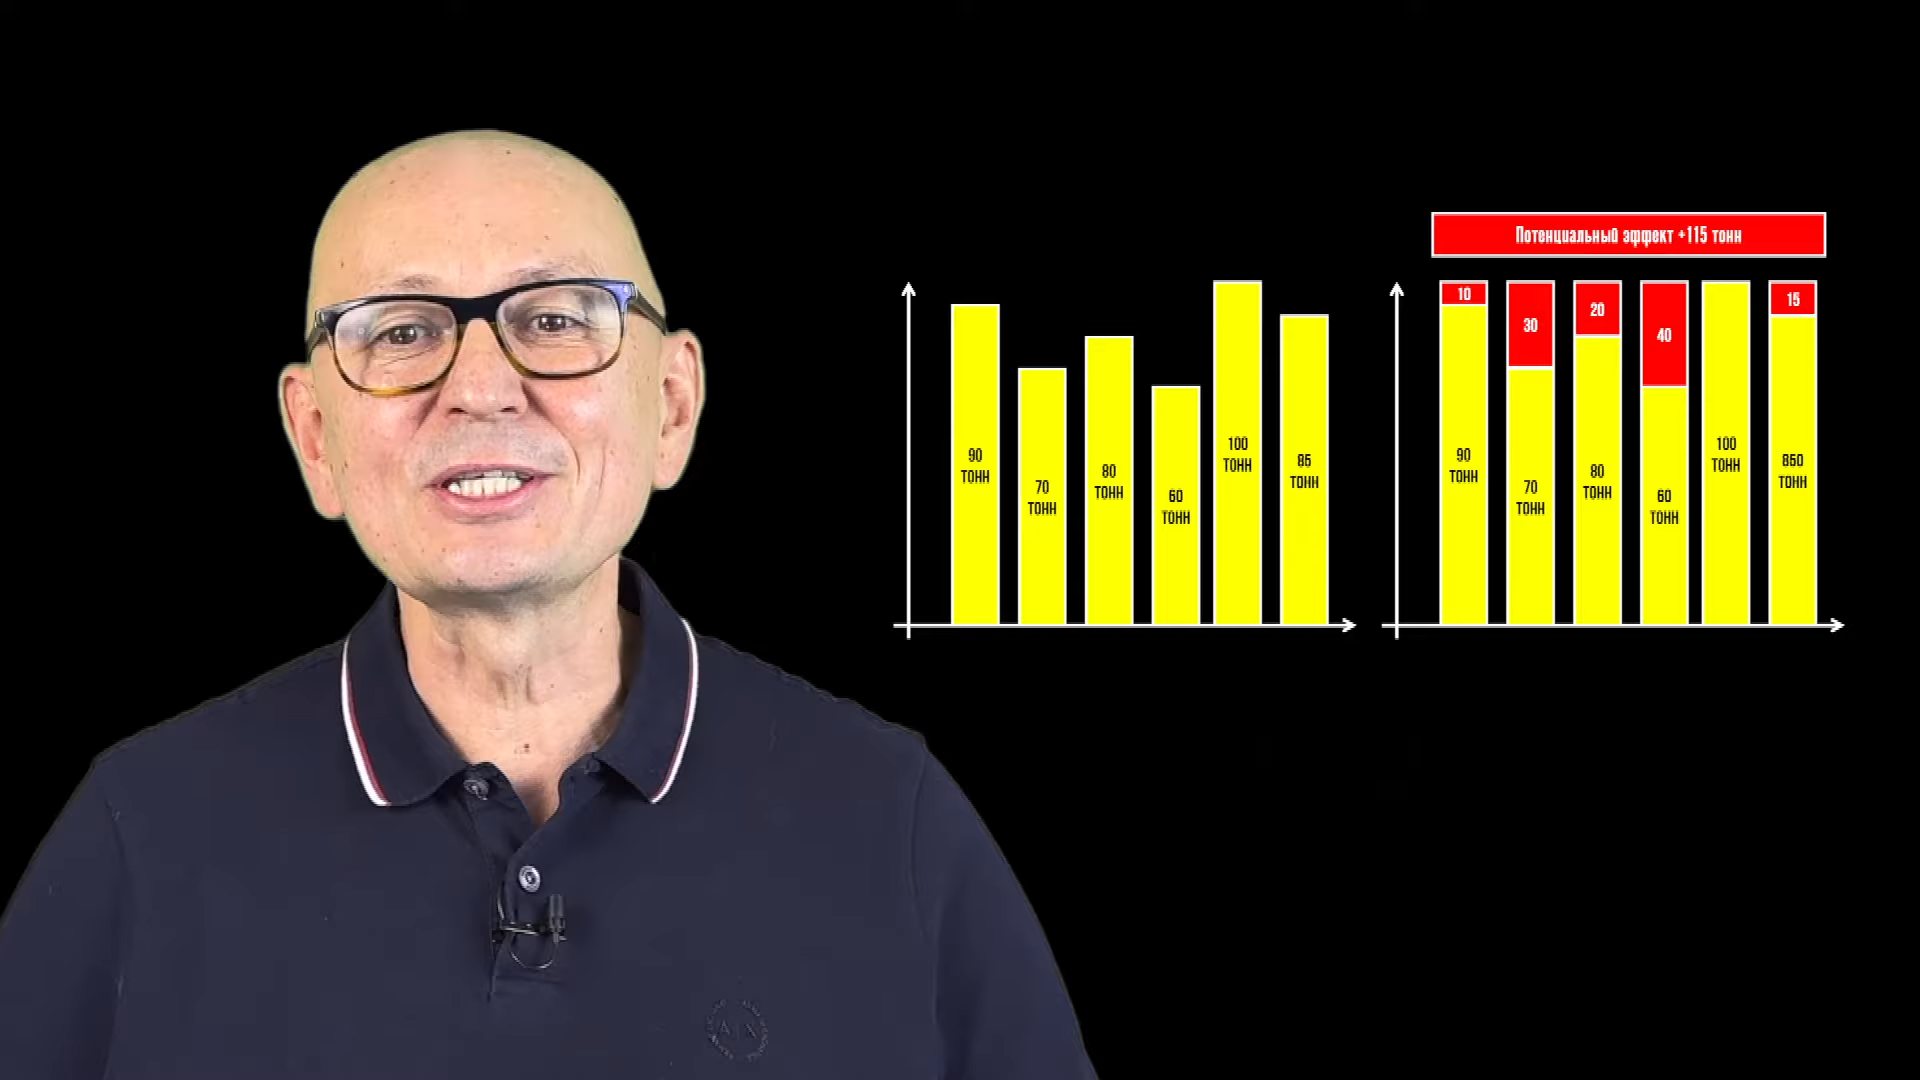 90
ТОНН
70
ТОНН
80
ТОНН
60
ТОНН
100
ТОНН
85
ТОНН
Потенциальный эффект +115 тонн
10
90
ТОНН
30
70
ТОНН
20
80
ТОНН
40
60
ТОНН
100
ТОНН
15
850
ТОНН
A|X